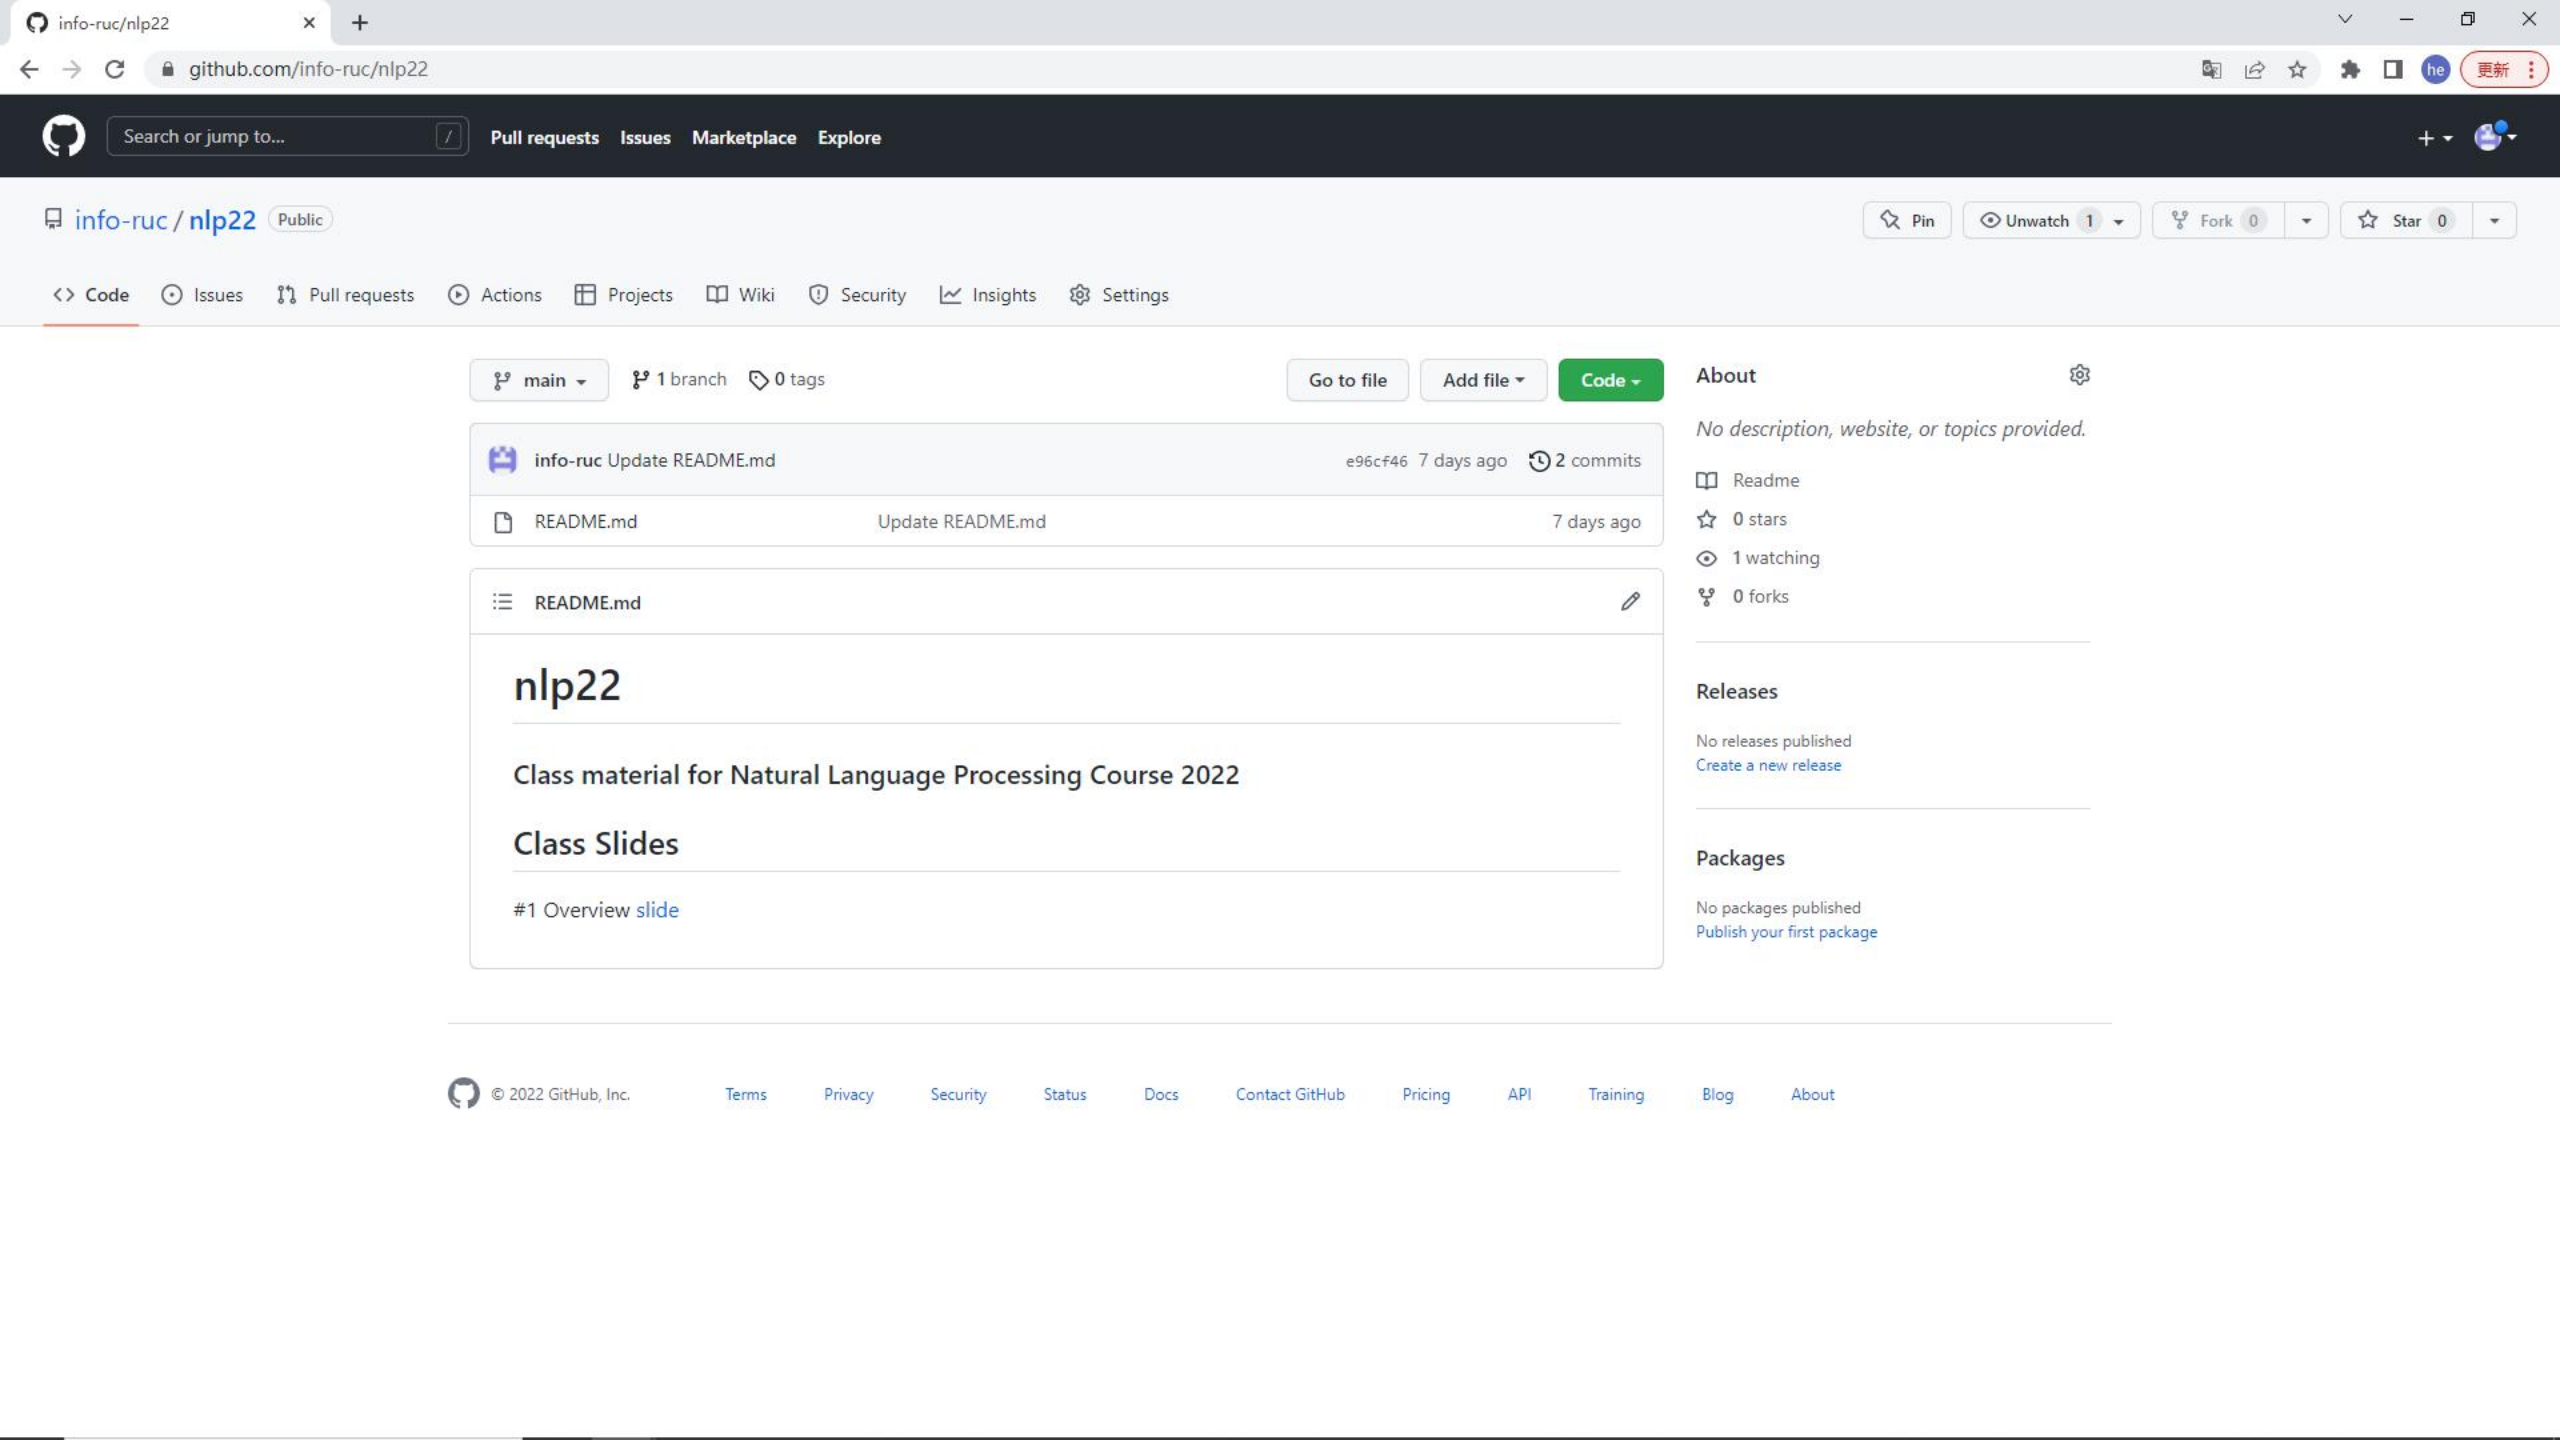 info-ruc/nlp22
github.com/info-ruc/nlp22
he
更新
Search or jump to...
/
Pull requests Issues Marketplace Explore
info-ruc / nlp22 Public
Pin
Unwatch 1
Fork 0
Star 0
Code Issues Pull requests Actions Projects Wiki Security Insights Settings
main 1 branch 0 tags
Go to file Add file Code
info-ruc Update README.md e96cf46 7 days ago 2 commits
README.md Update README.md 7 days ago
README.md
nlp22
Class material for Natural Language Processing Course 2022
Class Slides
#1 Overview slide
About
No description, website, or topics provided.
Readme
0 stars
1 watching
0 forks
Releases
No releases published
Create a new release
Packages
No packages published
Publish your first package
© 2022 GitHub, Inc. Terms Privacy Security Status Docs Contact GitHub Pricing API Training Blog About